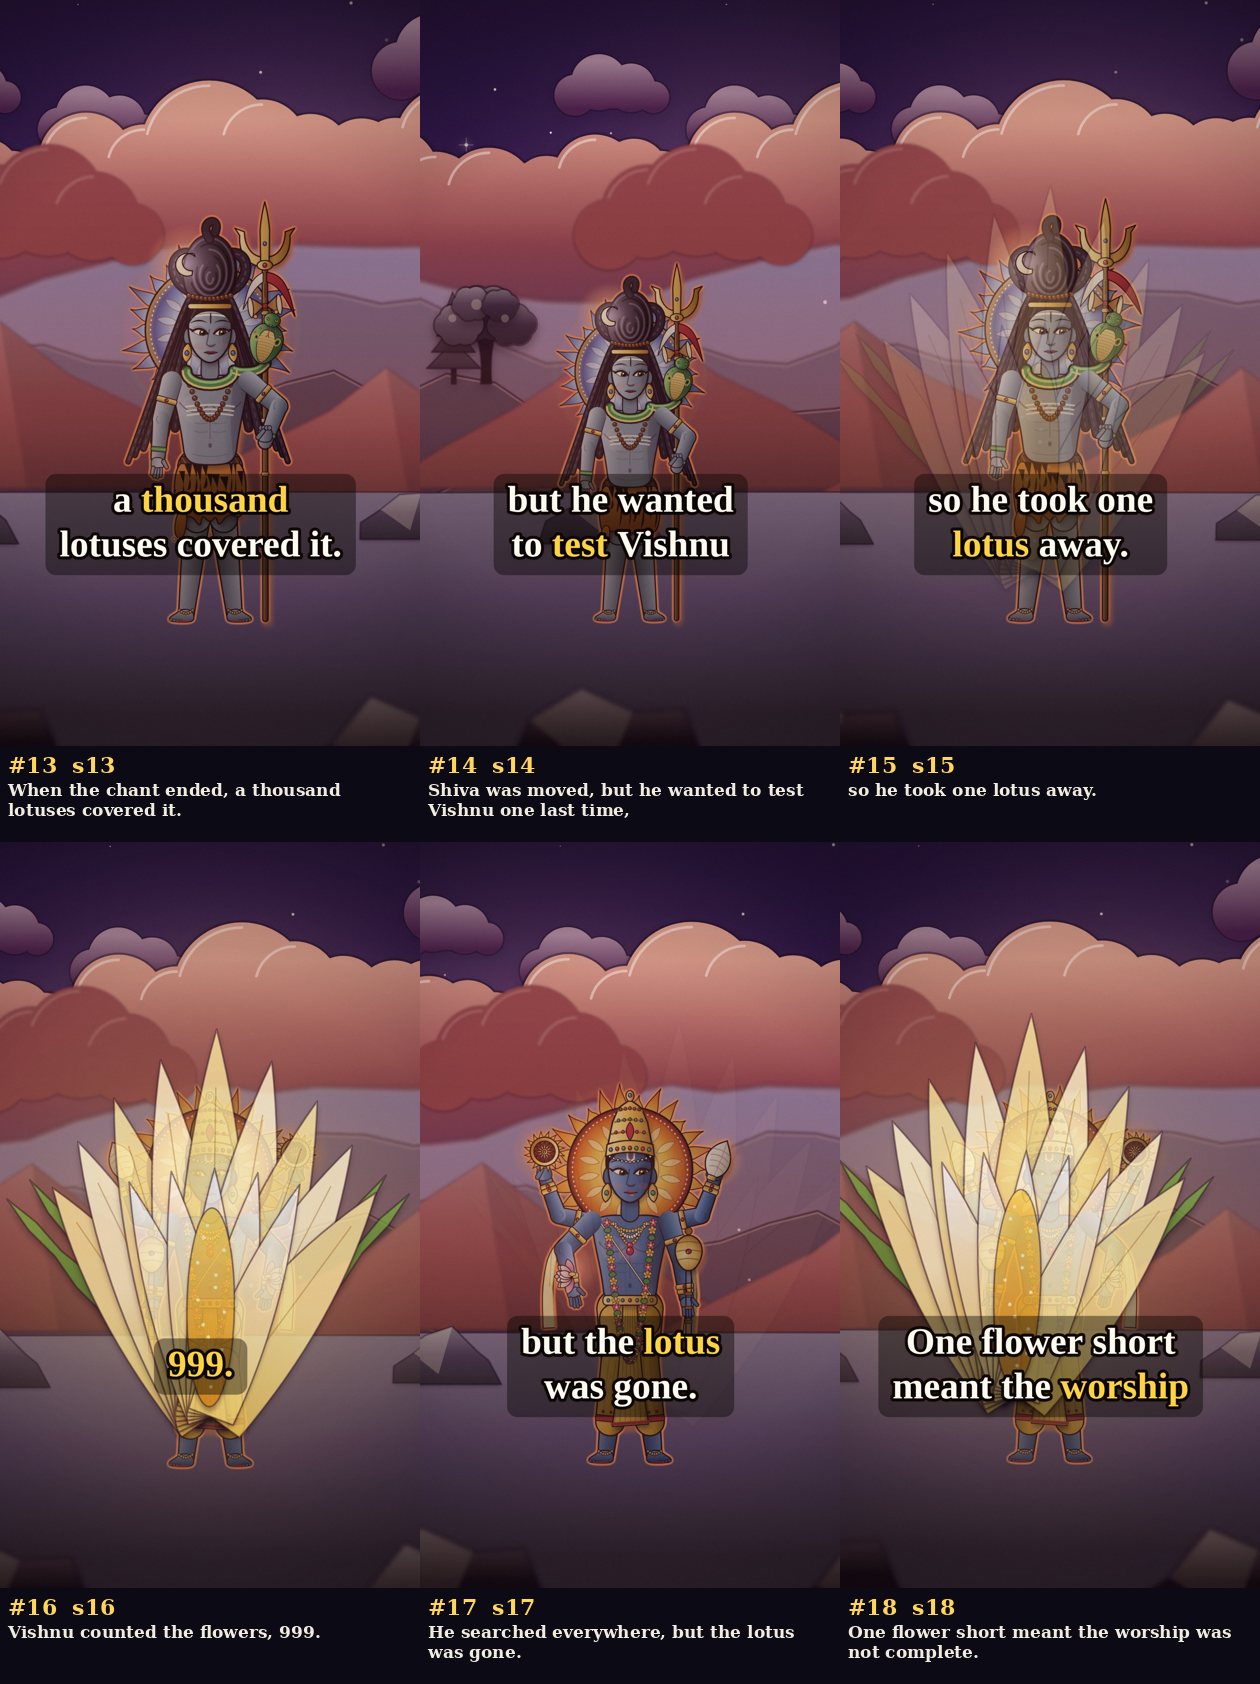 a thousand
lotuses covered it.
but he wanted
to test Vishnu
so he took one
lotus away.
#13 s13
When the chant ended, a thousand
lotuses covered it.
#14 s14
Shiva was moved, but he wanted to test
Vishnu one last time,
#15 s15
so he took one lotus away.
999.
but the lotus
was gone.
One flower short
meant the worship
#16 s16
Vishnu counted the flowers, 999.
#17 s17
He searched everywhere, but the lotus
was gone.
#18 s18
One flower short meant the worship was
not complete.